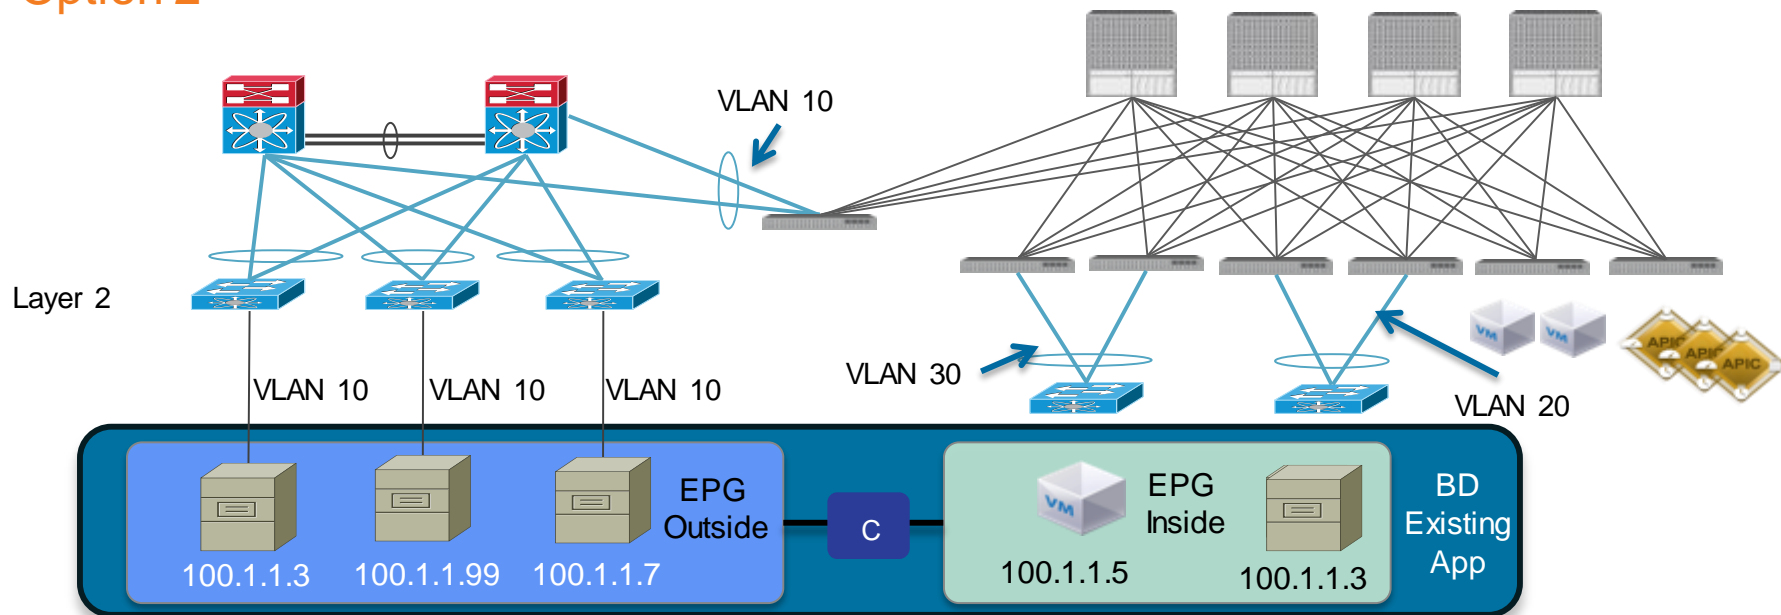 Option 2
VLAN 10
Layer 2
VLAN 10
VLAN 10
VLAN 10
VLAN 30
VLAN 20
VM
VM
APIC
APIC
APIC
EPG
Outside
100.1.1.3
100.1.1.99
100.1.1.7
C
VM
EPG
Inside
100.1.1.5
100.1.1.3
BD
Existing
App